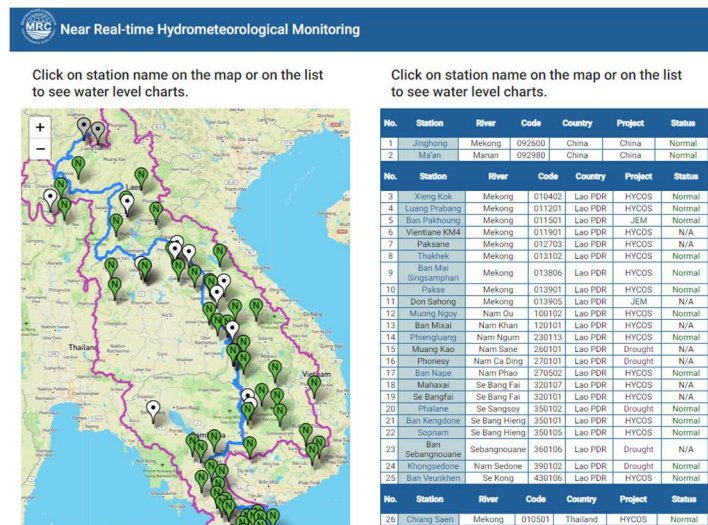 MRC
Near Real-time Hydrometeorological Monitoring
Click on station name on the map or on the list
to see water level charts.
+
−
Laos
Thailand
Vietnam
Click on station name on the map or on the list
to see water level charts.
No. Station River Code Country Project Status
1 Jinghong Mekong 092600 China China Normal
2 Ma'an Manan 092980 China China Normal
No. Station River Code Country Project Status
3 Xieng Kok Mekong 010402 Lao PDR HYCOS Normal
4 Luang Prabang Mekong 011201 Lao PDR HYCOS Normal
5 Ban Pakhoung Mekong 011501 Lao PDR JEM Normal
6 Vientiane KM4 Mekong 011901 Lao PDR HYCOS N/A
7 Paksane Mekong 012703 Lao PDR HYCOS N/A
8 Thakhek Mekong 013102 Lao PDR HYCOS Normal
9 Ban Mai Singsamphan Mekong 013806 Lao PDR HYCOS Normal
10 Pakse Mekong 013901 Lao PDR HYCOS Normal
11 Don Sahong Mekong 013905 Lao PDR JEM N/A
12 Muong Ngoy Nam Ou 100102 Lao PDR HYCOS Normal
13 Ban Mixai Nam Khan 120101 Lao PDR HYCOS N/A
14 Phiengluang Nam Ngum 230113 Lao PDR HYCOS Normal
15 Muang Kao Nam Sane 260101 Lao PDR Drought N/A
16 Phonesy Nam Ca Ding 270101 Lao PDR Drought N/A
17 Ban Nape Nam Phao 270502 Lao PDR HYCOS Normal
18 Mahaxai Se Bang Fai 320107 Lao PDR HYCOS N/A
19 Se Bangfai Se Bang Fai 320101 Lao PDR HYCOS N/A
20 Phalane Se Sangsoy 350102 Lao PDR Drought Normal
21 Ban Kengdone Se Bang Hieng 350101 Lao PDR HYCOS Normal
22 Sopnam Se Bang Hieng 350105 Lao PDR HYCOS Normal
23 Ban Sebangnouane Sebangnouane 360106 Lao PDR Drought N/A
24 Khongsedone Nam Sedone 390102 Lao PDR Drought Normal
25 Ban Veunkhen Se Kong 430106 Lao PDR HYCOS Normal
No. Station River Code Country Project Status
26 Chiang Saen Mekong 010501 Thailand HYCOS Normal